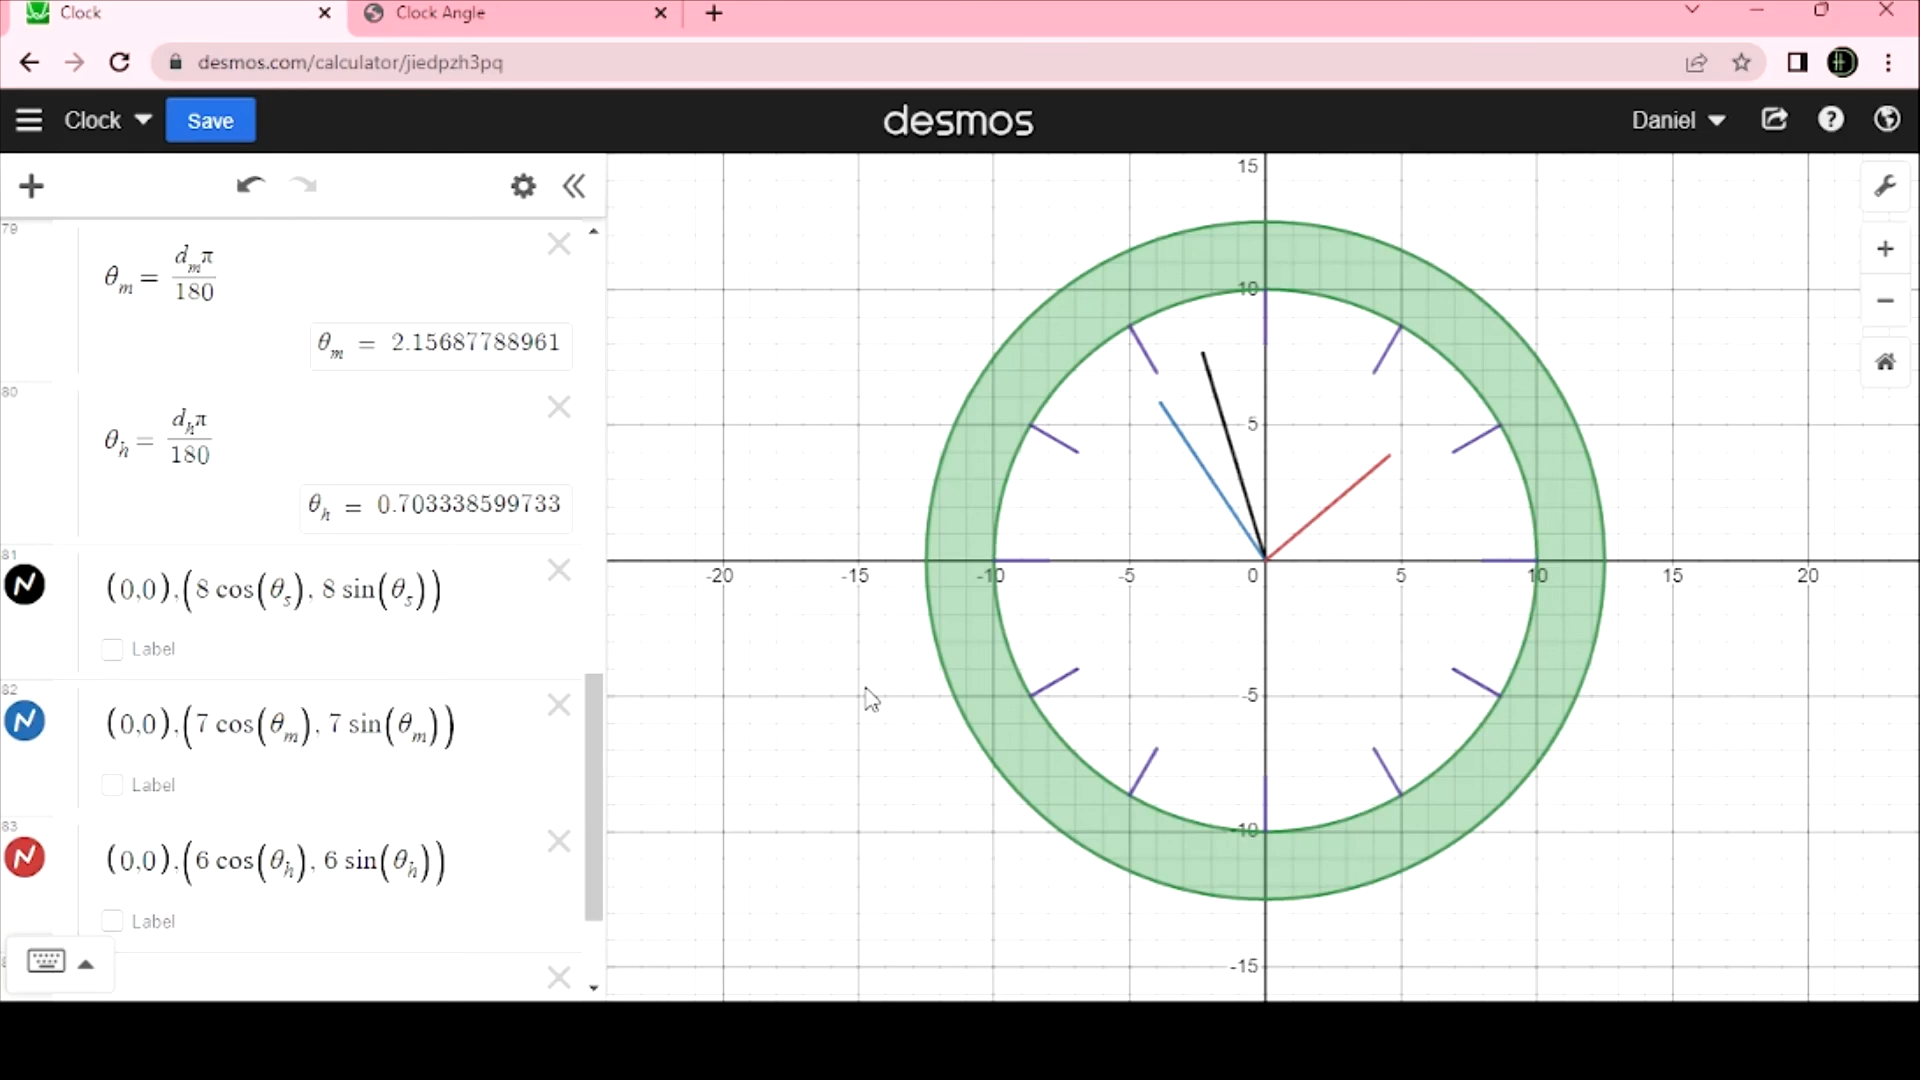 Clock
Clock Angle
desmos.com/calculator/jiedpzh3pq
Clock
Save
desmos
Daniel
79
θ_m = d_m π / 180
θ_m = 2.15687788961
80
θ_h = d_h π / 180
θ_h = 0.703338599733
81
(0,0),(8 cos(θ_s), 8 sin(θ_s))
Label
82
(0,0),(7 cos(θ_m), 7 sin(θ_m))
Label
83
(0,0),(6 cos(θ_h), 6 sin(θ_h))
Label
15
10
5
-20 -15 -10 -5 0 5 10 15 20
-5
-10
-15